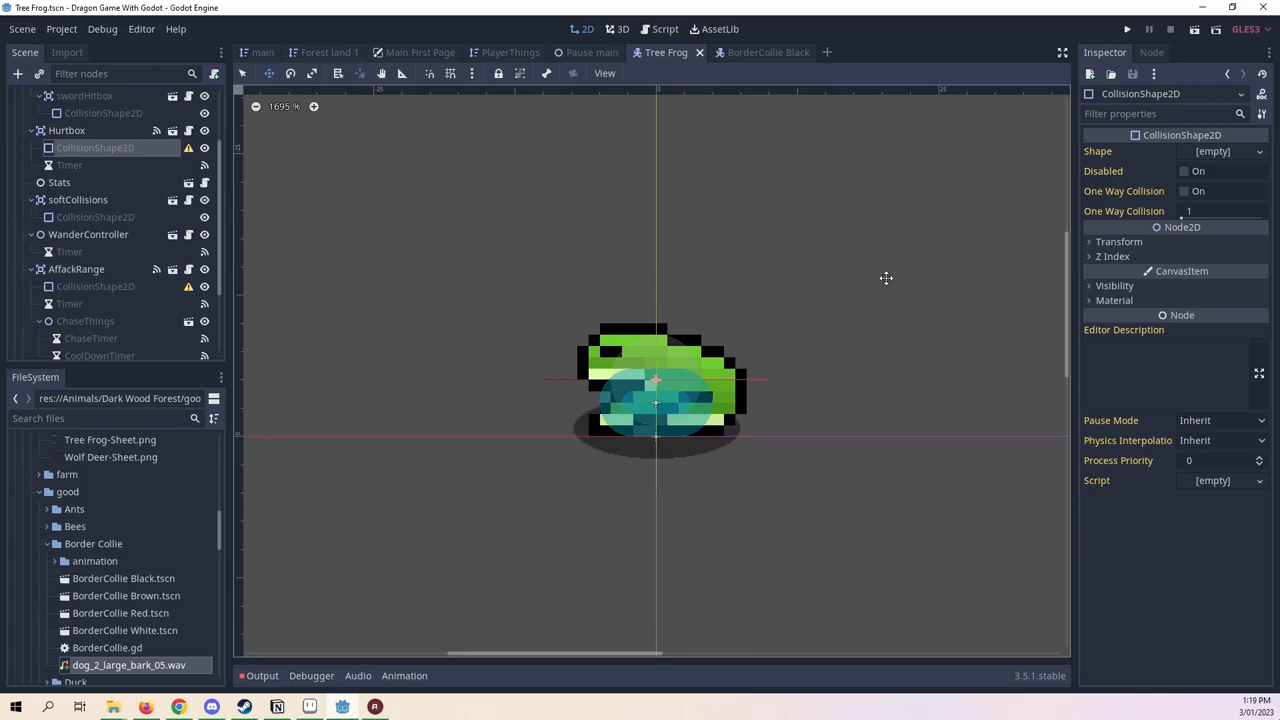 Tree Frog.tscn - Dragon Game With Godot - Godot Engine
Scene Project Debug Editor Help
2D 3D Script AssetLib
GLES3
Scene Import
main Forest land 1 Main First Page PlayerThings Pause main Tree Frog BorderCollie Black
Inspector Node
Filter nodes
View
swordHitbox
CollisionShape2D
Hurtbox
CollisionShape2D
Timer
Stats
softCollisions
CollisionShape2D
WanderController
Timer
AffackRange
CollisionShape2D
Timer
ChaseThings
ChaseTimer
CoolDownTimer
FileSystem
res://Animals/Dark Wood Forest/goo
Search files
Tree Frog-Sheet.png
Wolf Deer-Sheet.png
farm
good
Ants
Bees
Border Collie
animation
BorderCollie Black.tscn
BorderCollie Brown.tscn
BorderCollie Red.tscn
BorderCollie White.tscn
BorderCollie.gd
dog_2_large_bark_05.wav
Duck
1695 %
-25 0 25
Output Debugger Audio Animation
3.5.1.stable
CollisionShape2D
Filter properties
CollisionShape2D
Shape [empty]
Disabled On
One Way Collision On
One Way Collision 1
Node2D
Transform
Z Index
CanvasItem
Visibility
Material
Node
Editor Description
Pause Mode Inherit
Physics Interpolatio Inherit
Process Priority 0
Script [empty]
1:19 PM
3/01/2023